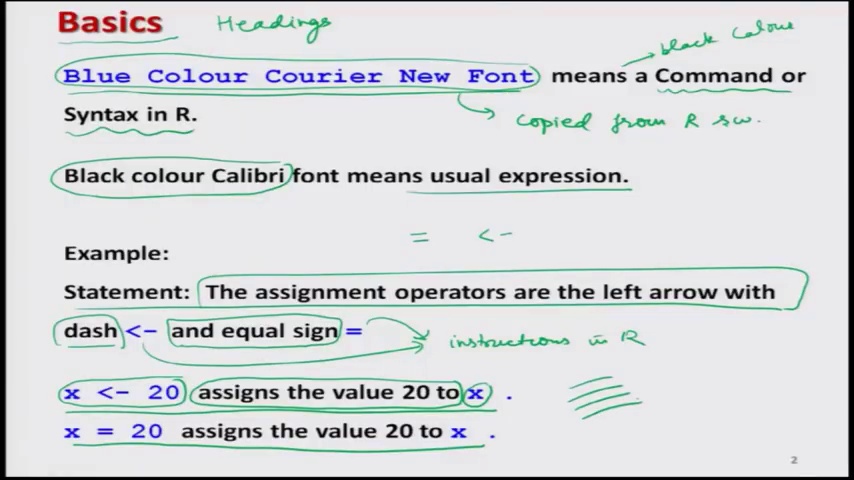 Basics Headings
black Colour
Blue Colour Courier New Font means a Command or
Syntax in R. copied from R sw.
Black colour Calibri font means usual expression.
= <-
Example:
Statement: The assignment operators are the left arrow with
dash <- and equal sign =
instructions in R
x <- 20 assigns the value 20 to x .
x = 20 assigns the value 20 to x .
2